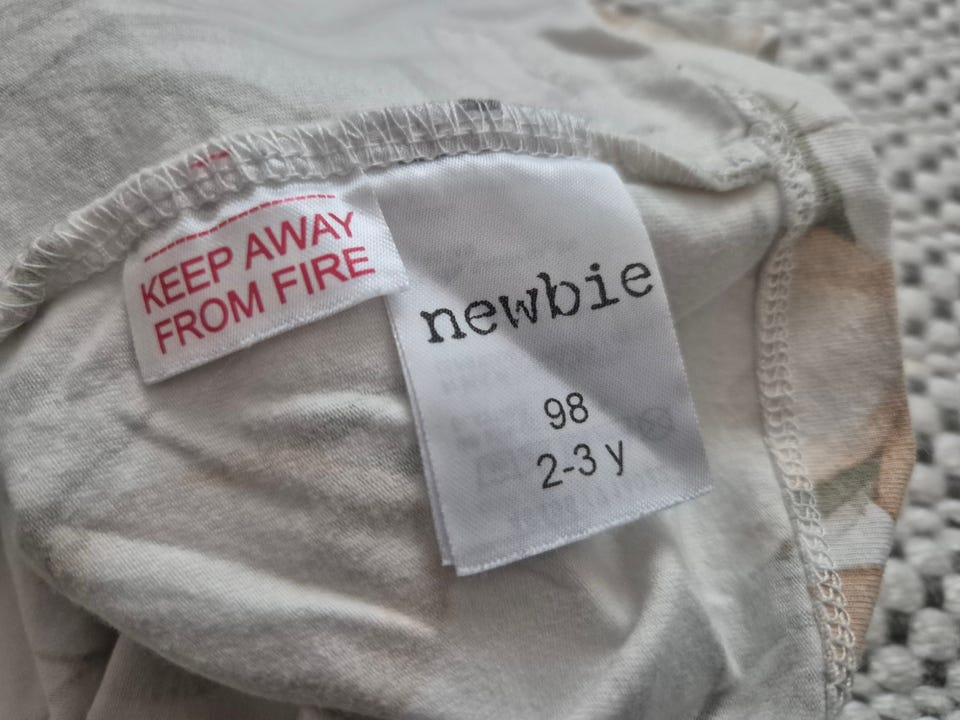 KEEP AWAY
FROM FIRE
newbie
98
2-3 y